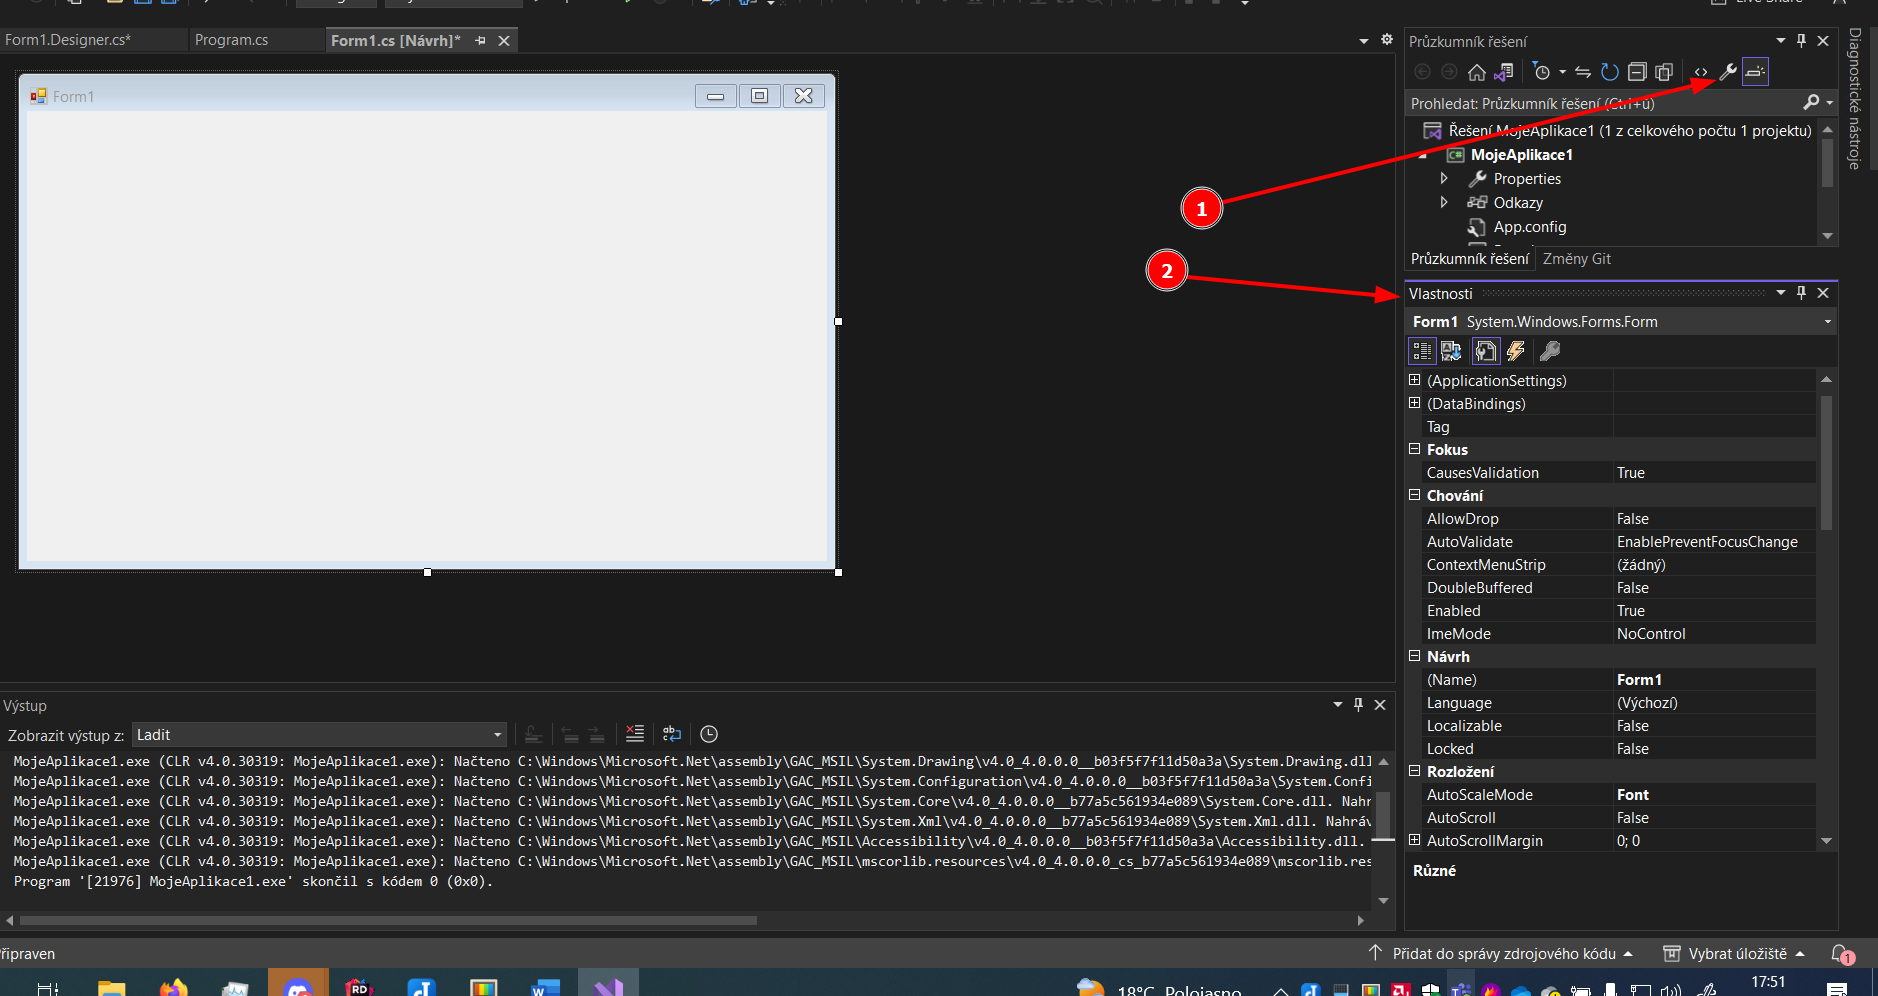 Form1.Designer.cs*
Program.cs
Form1.cs [Návrh]*
Form1
1
2
Průzkumník řešení
Prohledat: Průzkumník řešení (Ctrl+ů)
Řešení MojeAplikace1 (1 z celkového počtu 1 projektu)
C# MojeAplikace1
Properties
Odkazy
App.config
Průzkumník řešení
Změny Git
Diagnostické nástroje
Vlastnosti
Form1 System.Windows.Forms.Form
(ApplicationSettings)
(DataBindings)
Tag
Fokus
CausesValidation True
Chování
AllowDrop False
AutoValidate EnablePreventFocusChange
ContextMenuStrip (žádný)
DoubleBuffered False
Enabled True
ImeMode NoControl
Návrh
(Name) Form1
Language (Výchozí)
Localizable False
Locked False
Rozložení
AutoScaleMode Font
AutoScroll False
AutoScrollMargin 0; 0
Různé
Výstup
Zobrazit výstup z: Ladit
MojeAplikace1.exe (CLR v4.0.30319: MojeAplikace1.exe): Načteno C:\Windows\Microsoft.Net\assembly\GAC_MSIL\System.Drawing\v4.0_4.0.0.0__b03f5f7f11d50a3a\System.Drawing.dll
MojeAplikace1.exe (CLR v4.0.30319: MojeAplikace1.exe): Načteno C:\Windows\Microsoft.Net\assembly\GAC_MSIL\System.Configuration\v4.0_4.0.0.0__b03f5f7f11d50a3a\System.Confi
MojeAplikace1.exe (CLR v4.0.30319: MojeAplikace1.exe): Načteno C:\Windows\Microsoft.Net\assembly\GAC_MSIL\System.Core\v4.0_4.0.0.0__b77a5c561934e089\System.Core.dll. Nahr
MojeAplikace1.exe (CLR v4.0.30319: MojeAplikace1.exe): Načteno C:\Windows\Microsoft.Net\assembly\GAC_MSIL\System.Xml\v4.0_4.0.0.0__b77a5c561934e089\System.Xml.dll. Nahráv
MojeAplikace1.exe (CLR v4.0.30319: MojeAplikace1.exe): Načteno C:\Windows\Microsoft.Net\assembly\GAC_MSIL\Accessibility\v4.0_4.0.0.0__b03f5f7f11d50a3a\Accessibility.dll.
MojeAplikace1.exe (CLR v4.0.30319: MojeAplikace1.exe): Načteno C:\Windows\Microsoft.Net\assembly\GAC_MSIL\mscorlib.resources\v4.0_4.0.0.0_cs_b77a5c561934e089\mscorlib.res
Program '[21976] MojeAplikace1.exe' skončil s kódem 0 (0x0).
řipraven
Přidat do správy zdrojového kódu
Vybrat úložiště
1
RD
18°C Polojasno
17:51